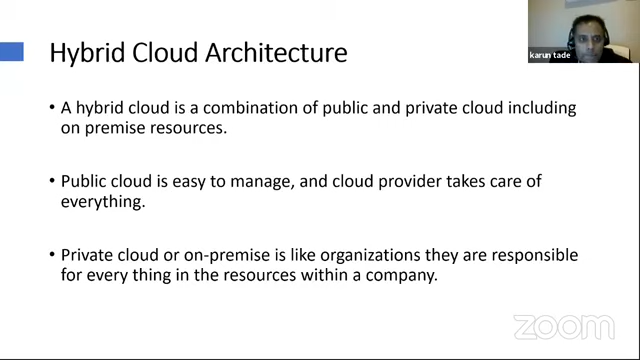 Hybrid Cloud Architecture
karun tade
• A hybrid cloud is a combination of public and private cloud including
on premise resources.
• Public cloud is easy to manage, and cloud provider takes care of
everything.
• Private cloud or on-premise is like organizations they are responsible
for every thing in the resources within a company.
zoom